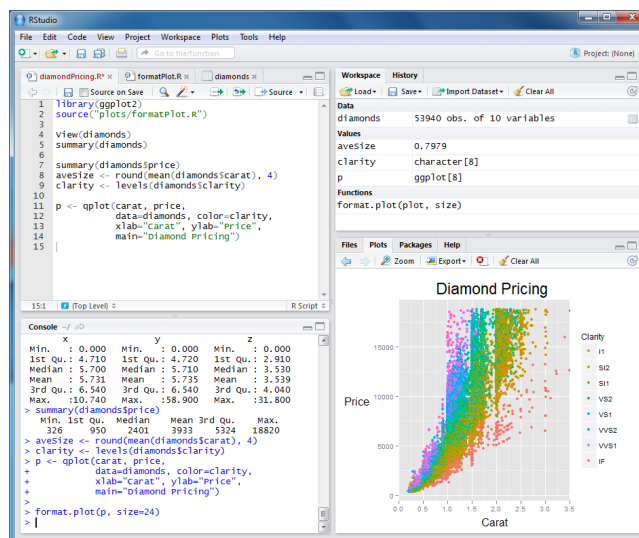 RStudio
File Edit Code View Project Workspace Plots Tools Help
Go to file/function
Project: (None)
diamondPricing.R* × formatPlot.R × diamonds ×
Source on Save
Source
1 library(ggplot2)
2 source("plots/formatPlot.R")
3
4 View(diamonds)
5 summary(diamonds)
6
7 summary(diamonds$price)
8 aveSize <- round(mean(diamonds$carat), 4)
9 clarity <- levels(diamonds$clarity)
10
11 p <- qplot(carat, price,
12 data=diamonds, color=clarity,
13 xlab="Carat", ylab="Price",
14 main="Diamond Pricing")
15
15:1 (Top Level) R Script
Console ~/
x y z
Min. : 0.000 Min. : 0.000 Min. : 0.000
1st Qu.: 4.710 1st Qu.: 4.720 1st Qu.: 2.910
Median : 5.700 Median : 5.710 Median : 3.530
Mean : 5.731 Mean : 5.735 Mean : 3.539
3rd Qu.: 6.540 3rd Qu.: 6.540 3rd Qu.: 4.040
Max. :10.740 Max. :58.900 Max. :31.800
> summary(diamonds$price)
Min. 1st Qu. Median Mean 3rd Qu. Max.
326 950 2401 3933 5324 18820
> aveSize <- round(mean(diamonds$carat), 4)
> clarity <- levels(diamonds$clarity)
> p <- qplot(carat, price,
+ data=diamonds, color=clarity,
+ xlab="Carat", ylab="Price",
+ main="Diamond Pricing")
>
> format.plot(p, size=24)
>
Workspace History
Load Save Import Dataset Clear All
Data
diamonds 53940 obs. of 10 variables
Values
aveSize 0.7979
clarity character[8]
p ggplot[8]
Functions
format.plot(plot, size)
Files Plots Packages Help
Zoom Export Clear All
Diamond Pricing
Price
15000
10000
5000
0
0.0 0.5 1.0 1.5 2.0 2.5 3.0 3.5
Carat
Clarity
I1
SI2
SI1
VS2
VS1
VVS2
VVS1
IF